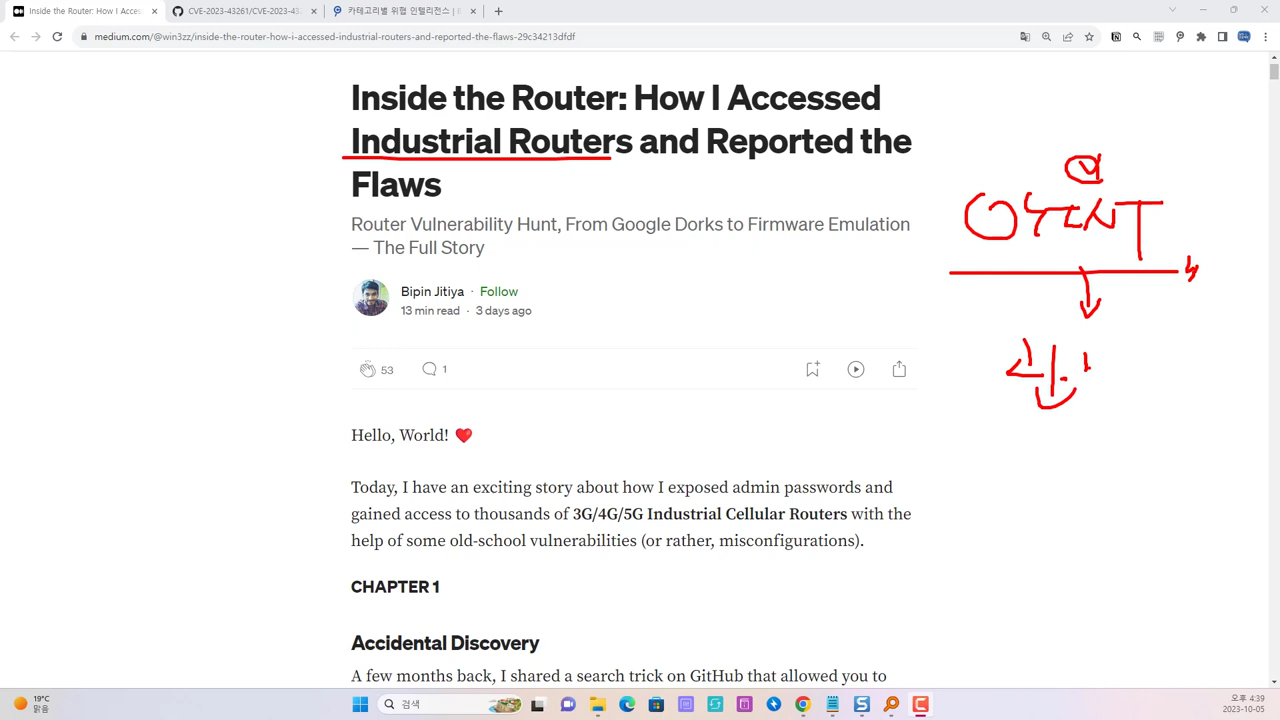 Inside the Router: How I Acces
CVE-2023-43261/CVE-2023-43
카테고리별 위협 인텔리전스 |
medium.com/@win3zz/inside-the-router-how-i-accessed-industrial-routers-and-reported-the-flaws-29c34213dfdf
Inside the Router: How I Accessed
Industrial Routers and Reported the
Flaws
Router Vulnerability Hunt, From Google Dorks to Firmware Emulation
— The Full Story
Bipin Jitiya · Follow
13 min read · 3 days ago
53
1
OSINT
Hello, World! ❤️
Today, I have an exciting story about how I exposed admin passwords and
gained access to thousands of 3G/4G/5G Industrial Cellular Routers with the
help of some old-school vulnerabilities (or rather, misconfigurations).
CHAPTER 1
Accidental Discovery
A few months back, I shared a search trick on GitHub that allowed you to
19°C
맑음
검색
오후 4:39
2023-10-05